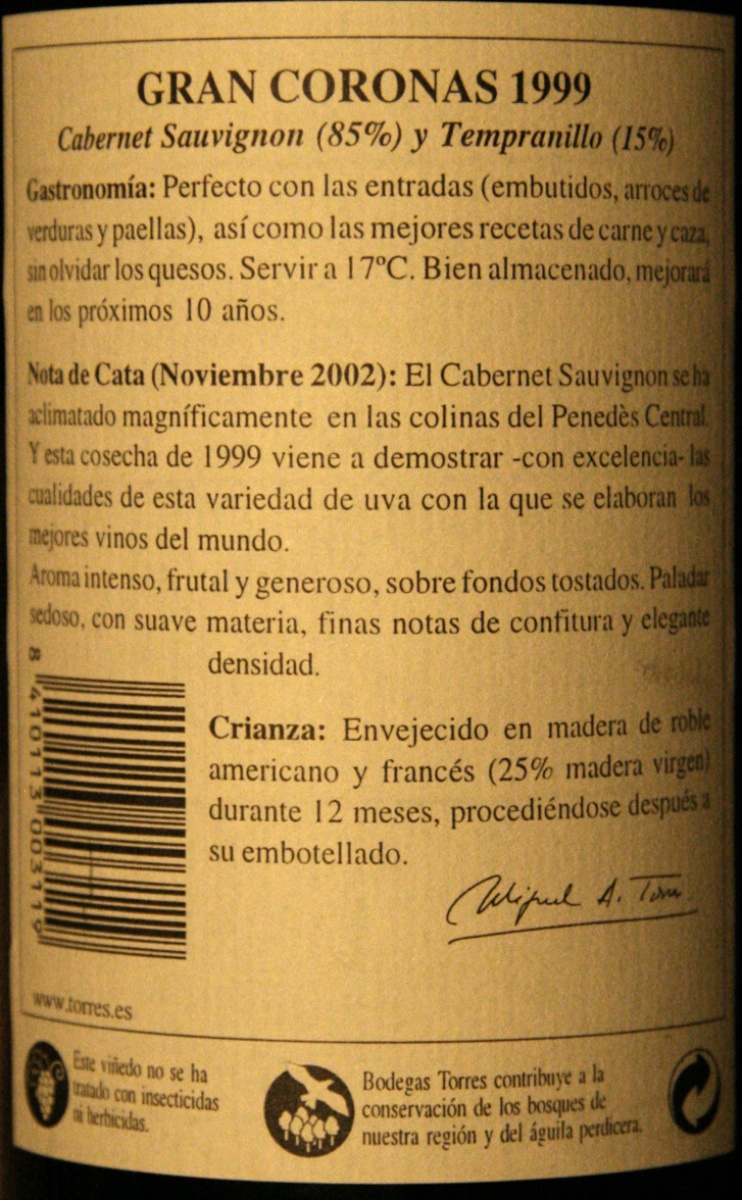 GRAN CORONAS 1999
Cabernet Sauvignon (85%) y Tempranillo (15%)
Gastronomía: Perfecto con las entradas (embutidos, arroces de
verduras y paellas), así como las mejores recetas de carne y caza,
sin olvidar los quesos. Servir a 17ºC. Bien almacenado, mejorará
en los próximos 10 años.
Nota de Cata (Noviembre 2002): El Cabernet Sauvignon se ha
aclimatado magníficamente en las colinas del Penedès Central.
Y esta cosecha de 1999 viene a demostrar -con excelencia- las
cualidades de esta variedad de uva con la que se elaboran los
mejores vinos del mundo.
Aroma intenso, frutal y generoso, sobre fondos tostados. Paladar
sedoso, con suave materia, finas notas de confitura y elegante
densidad.
8 410113 003119
Crianza: Envejecido en madera de roble
americano y francés (25% madera virgen)
durante 12 meses, procediéndose después a
su embotellado.
Miguel A. Torres
www.torres.es
Este viñedo no se ha
tratado con insecticidas
ni herbicidas.
Bodegas Torres contribuye a la
conservación de los bosques de
nuestra región y del águila perdicera.